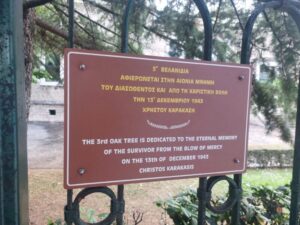 3η ΒΕΛΑΝΙΔΙΑ
ΑΦΙΕΡΩΝΕΤΑΙ ΣΤΗΝ ΑΙΩΝΙΑ ΜΝΗΜΗ
ΤΟΥ ΔΙΑΣΩΘΕΝΤΟΣ ΚΑΙ ΑΠΟ ΤΗ ΧΑΡΙΣΤΙΚΗ ΒΟΛΗ
ΤΗΝ 13η ΔΕΚΕΜΒΡΙΟΥ 1943
ΧΡΗΣΤΟΥ ΚΑΡΑΚΑΣΗ
THE 3rd OAK TREE IS DEDICATED TO THE ETERNAL MEMORY
OF THE SURVIVOR FROM THE BLOW OF MERCY
ON THE 13th OF DECEMBER 1943
CHRISTOS KARAKASIS